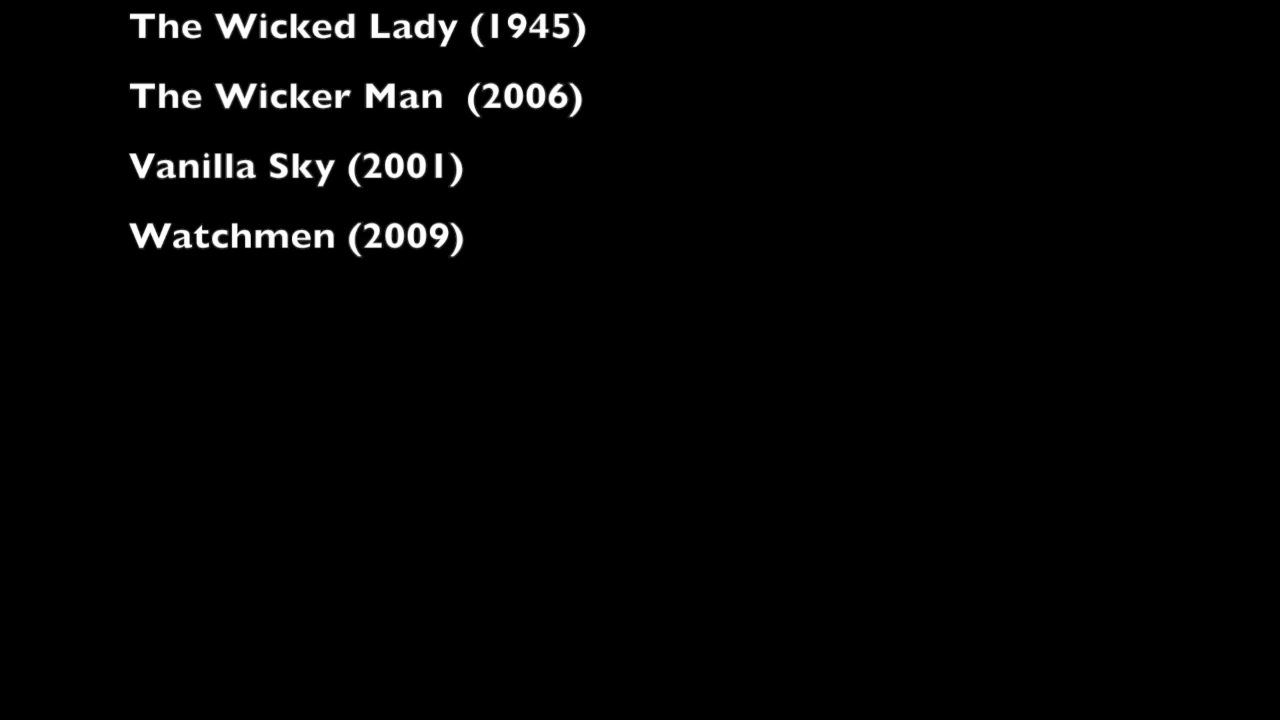 The Wicked Lady (1945)
The Wicker Man  (2006)
Vanilla Sky (2001)
Watchmen (2009)